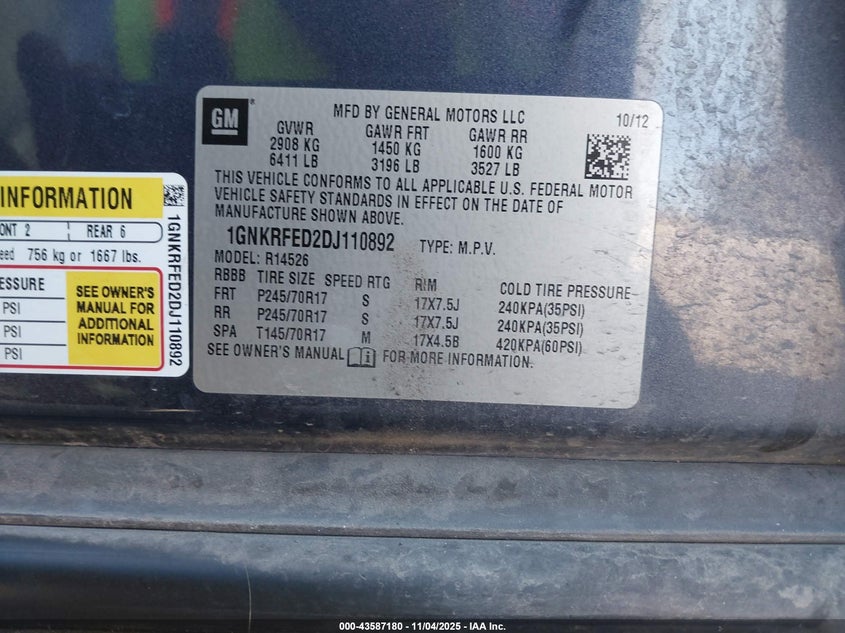 GM
MFD BY GENERAL MOTORS LLC 10/12
GVWR GAWR FRT GAWR RR
2908 KG 1450 KG 1600 KG
6411 LB 3196 LB 3527 LB
THIS VEHICLE CONFORMS TO ALL APPLICABLE U.S. FEDERAL MOTOR
VEHICLE SAFETY STANDARDS IN EFFECT ON THE DATE OF
MANUFACTURE SHOWN ABOVE.
1GNKRFED2DJ110892 TYPE: M.P.V.
MODEL: R14526
RBBB TIRE SIZE SPEED RTG RIM COLD TIRE PRESSURE
FRT P245/70R17 S 17X7.5J 240KPA(35PSI)
RR P245/70R17 S 17X7.5J 240KPA(35PSI)
SPA T145/70R17 M 17X4.5B 420KPA(60PSI)
SEE OWNER'S MANUAL i FOR MORE INFORMATION.
INFORMATION
2 REAR 6
756 kg or 1667 lbs.
PSI
PSI
PSI
SEE OWNER'S
MANUAL FOR
ADDITIONAL
INFORMATION
1GNKRFED2DJ110892
000-43587180 - 11/04/2025 - IAA Inc.